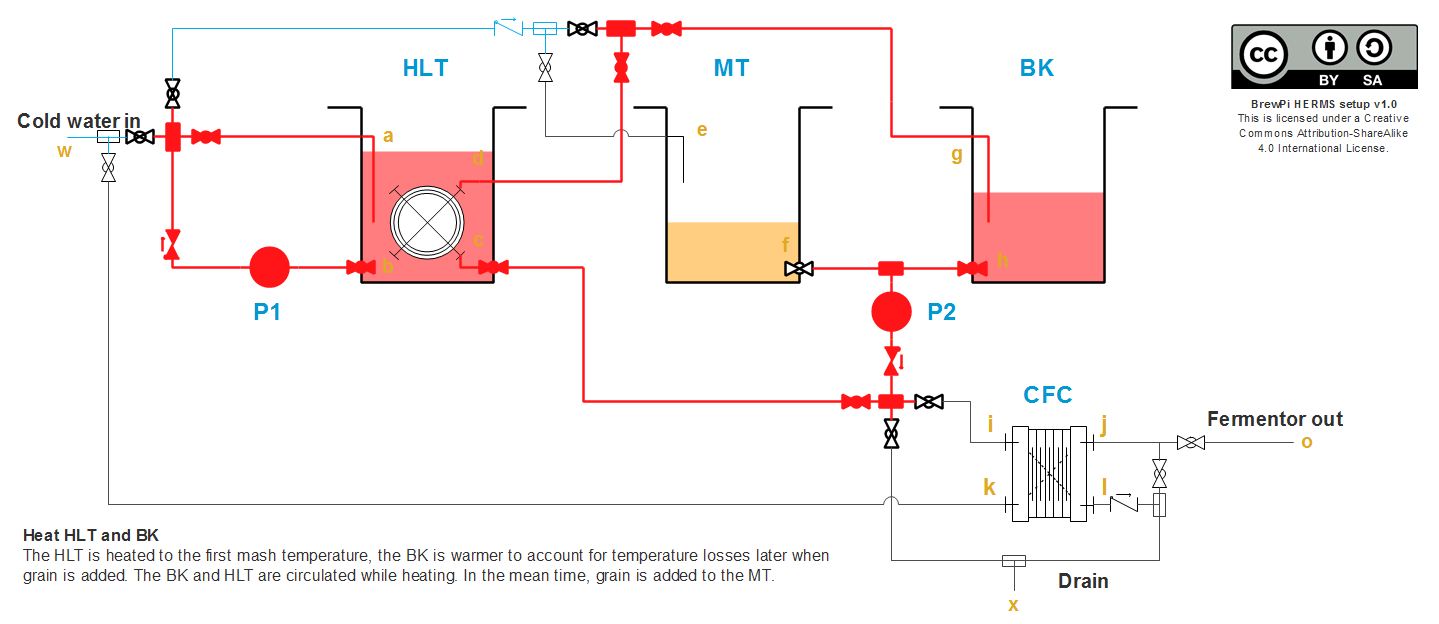 HLT
MT
BK
cc
BY SA
BrewPi HERMS setup v1.0
This is licensed under a Creative
Commons Attribution-ShareAlike
4.0 International License.
Cold water in
w
a
d
c
b
e
f
g
h
P1
P2
CFC
i
j
k
l
Fermentor out
o
Heat HLT and BK
The HLT is heated to the first mash temperature, the BK is warmer to account for temperature losses later when
grain is added. The BK and HLT are circulated while heating. In the mean time, grain is added to the MT.
Drain
x